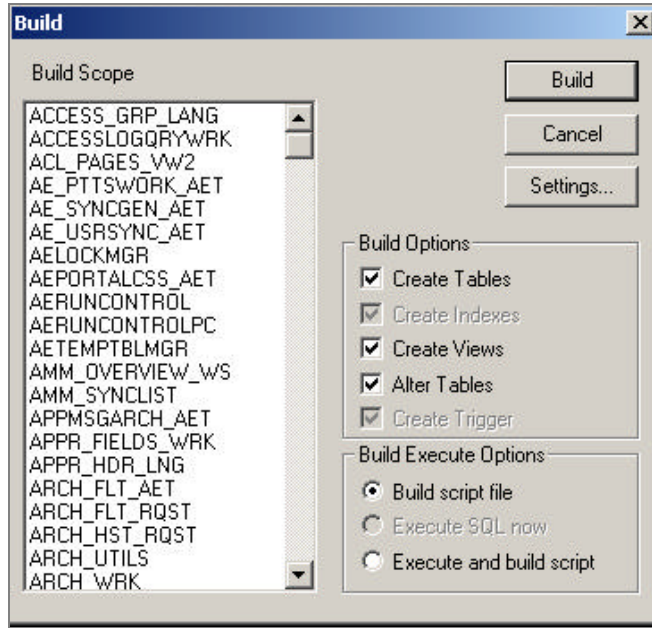 Build
Build Scope
ACCESS_GRP_LANG
ACCESSLOGQRYWRK
ACL_PAGES_VW2
AE_PTTSWORK_AET
AE_SYNCGEN_AET
AE_USRSYNC_AET
AELOCKMGR
AEPORTALCSS_AET
AERUNCONTROL
AERUNCONTROLPC
AETEMPTBLMGR
AMM_OVERVIEW_WS
AMM_SYNCLIST
APPMSGARCH_AET
APPR_FIELDS_WRK
APPR_HDR_LNG
ARCH_FLT_AET
ARCH_FLT_RQST
ARCH_HST_RQST
ARCH_UTILS
ARCH_WRK
Build
Cancel
Settings...
Build Options
Create Tables
Create Indexes
Create Views
Alter Tables
Create Trigger
Build Execute Options
Build script file
Execute SQL now
Execute and build script